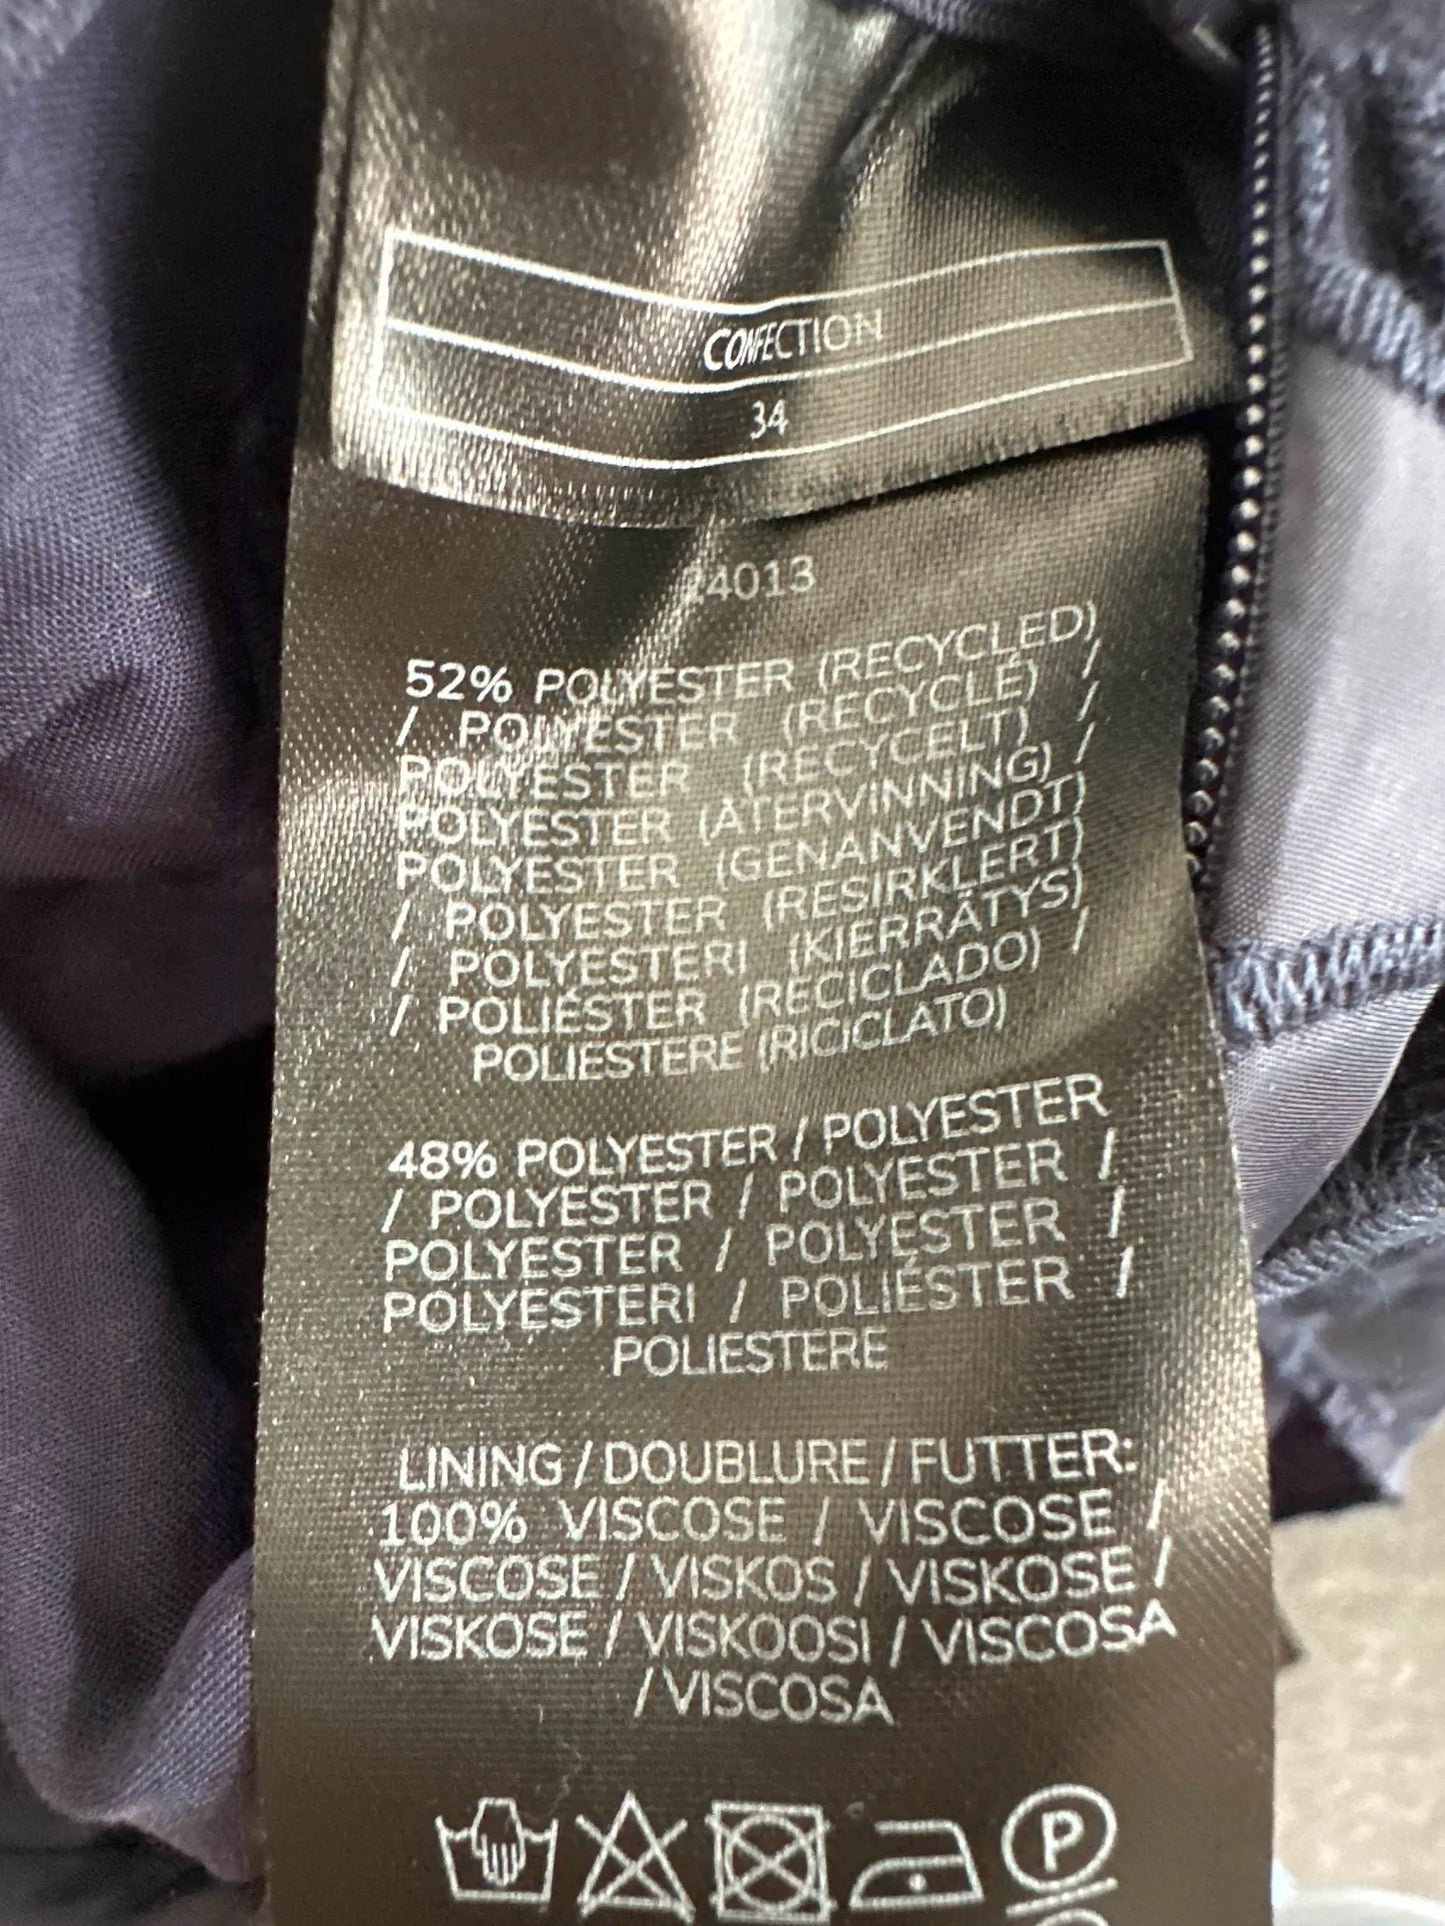 CONFECTION
34
24013
52% POLYESTER (RECYCLED)
/ POLYESTER (RECYCLÉ) /
POLYESTER (RECYCELT) /
POLYESTER (ÅTERVINNING) /
POLYESTER (GENANVENDT)
/ POLYESTER (RESIRKLERT)
/ POLYESTERI (KIERRÄTYS)
/ POLIÉSTER (RECICLADO) /
POLIESTERE (RICICLATO)
48% POLYESTER / POLYESTER
/ POLYESTER / POLYESTER /
POLYESTER / POLYESTER /
POLYESTERI / POLIÉSTER /
POLIESTERE
LINING / DOUBLURE / FUTTER:
100% VISCOSE / VISCOSE /
VISCOSE / VISKOS / VISKOSE /
VISKOSE / VISKOOSI / VISCOSA
/ VISCOSA
P